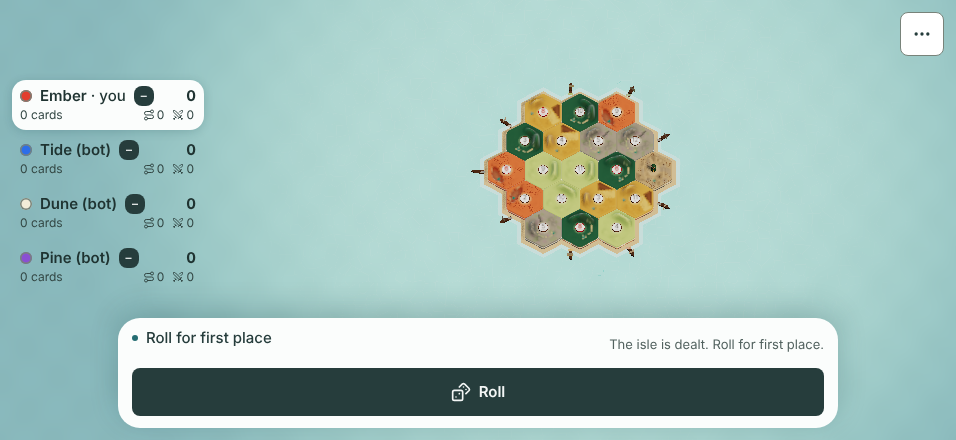 Ember · you – 0
0 cards 0 0
Tide (bot) – 0
0 cards 0 0
Dune (bot) – 0
0 cards 0 0
Pine (bot) – 0
0 cards 0 0
Roll for first place
The isle is dealt. Roll for first place.
Roll